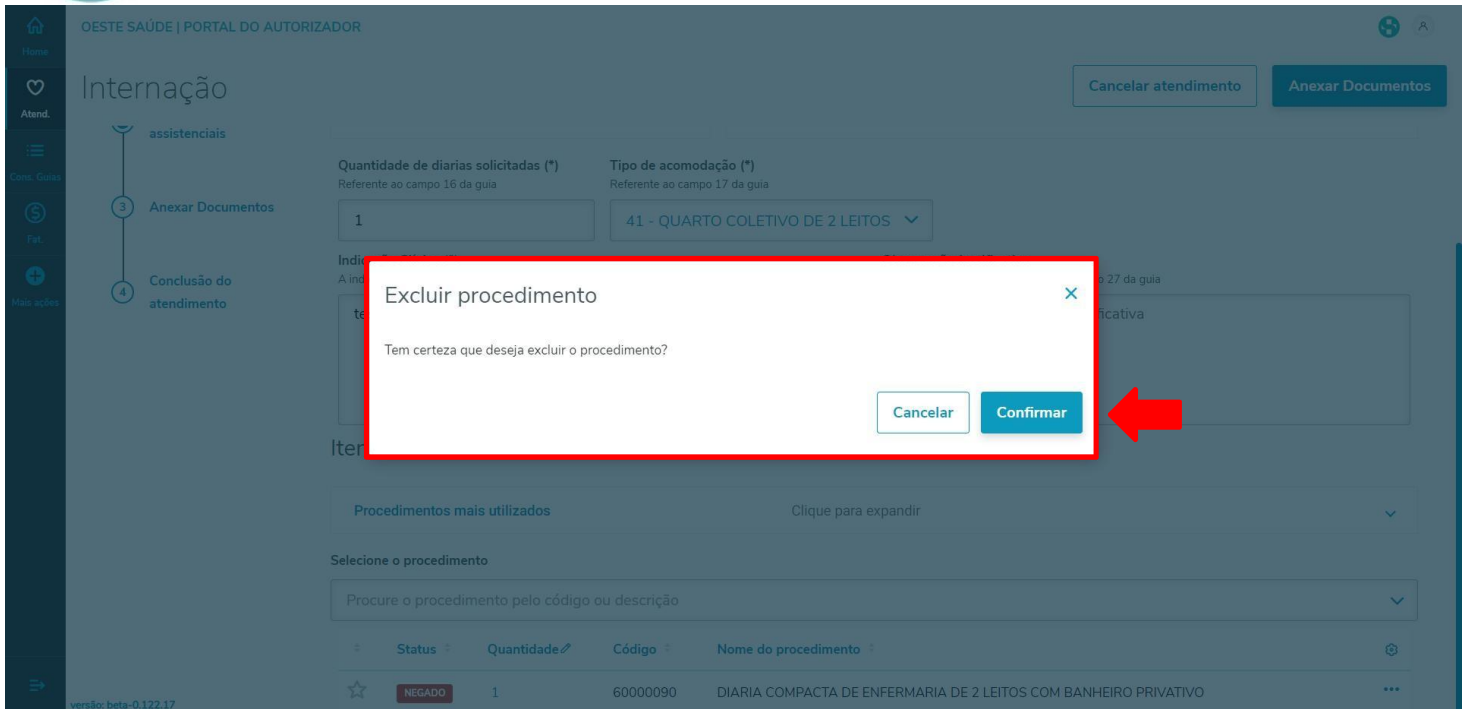 OESTE SAÚDE | PORTAL DO AUTORIZADOR
Home
Atend.
Cons. Guias
Fat.
Mais ações
Internação
Cancelar atendimento
Anexar Documentos
assistenciais
3 Anexar Documentos
4 Conclusão do
atendimento
Quantidade de diarias solicitadas (*)
Referente ao campo 16 da guia
1
Tipo de acomodação (*)
Referente ao campo 17 da guia
41 - QUARTO COLETIVO DE 2 LEITOS
Indi
A ind
te
27 da guia
ficativa
Excluir procedimento
Tem certeza que deseja excluir o procedimento?
Cancelar
Confirmar
Iter
Procedimentos mais utilizados Clique para expandir
Selecione o procedimento
Procure o procedimento pelo código ou descrição
Status Quantidade Código Nome do procedimento
NEGADO 1 60000090 DIARIA COMPACTA DE ENFERMARIA DE 2 LEITOS COM BANHEIRO PRIVATIVO
versão: beta-0.122.17